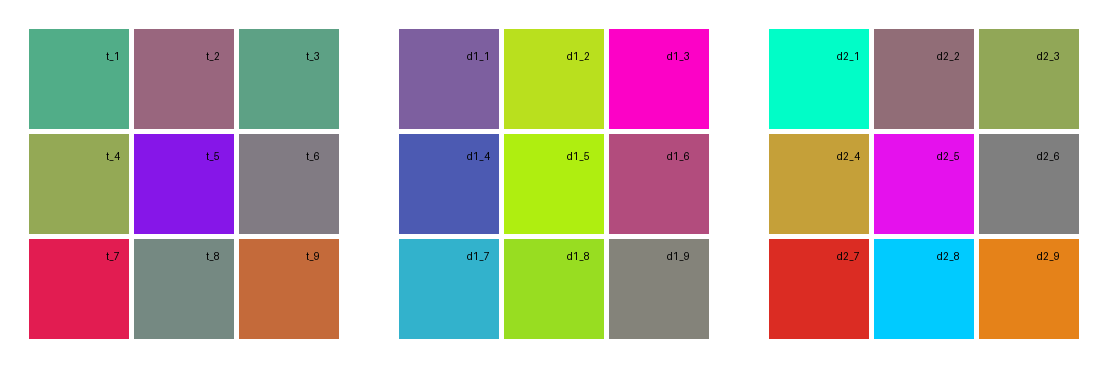 t_1 t_2 t_3 d1_1 d1_2 d1_3 d2_1 d2_2 d2_3
t_4 t_5 t_6 d1_4 d1_5 d1_6 d2_4 d2_5 d2_6
t_7 t_8 t_9 d1_7 d1_8 d1_9 d2_7 d2_8 d2_9